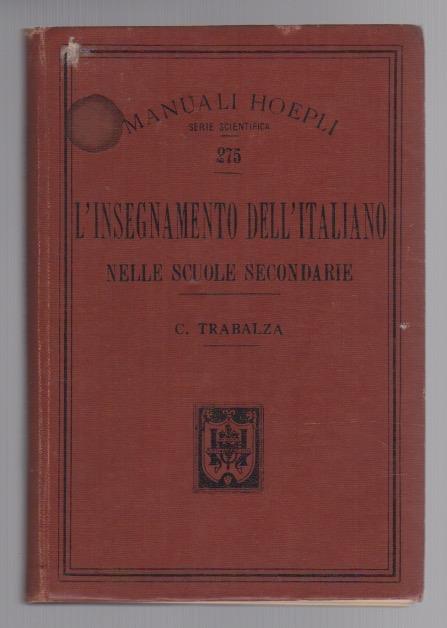 MANUALI HOEPLI
SERIE SCIENTIFICA
275
L'INSEGNAMENTO DELL'ITALIANO
NELLE SCUOLE SECONDARIE
C. TRABALZA